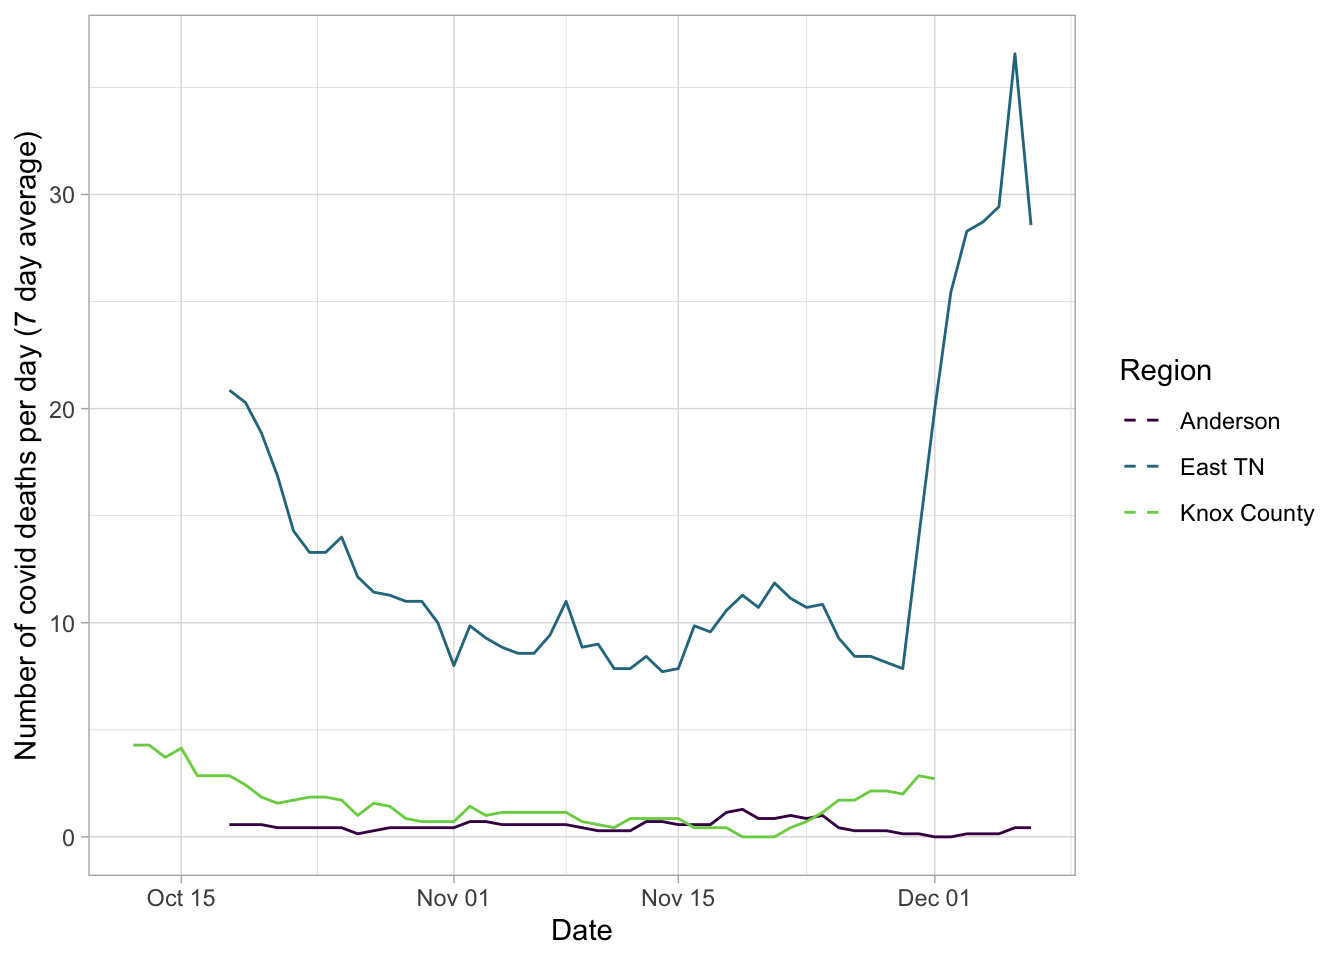 Number of covid deaths per day (7 day average)
30
20
10
0
Oct 15
Nov 01
Nov 15
Dec 01
Date
Region
Anderson
East TN
Knox County